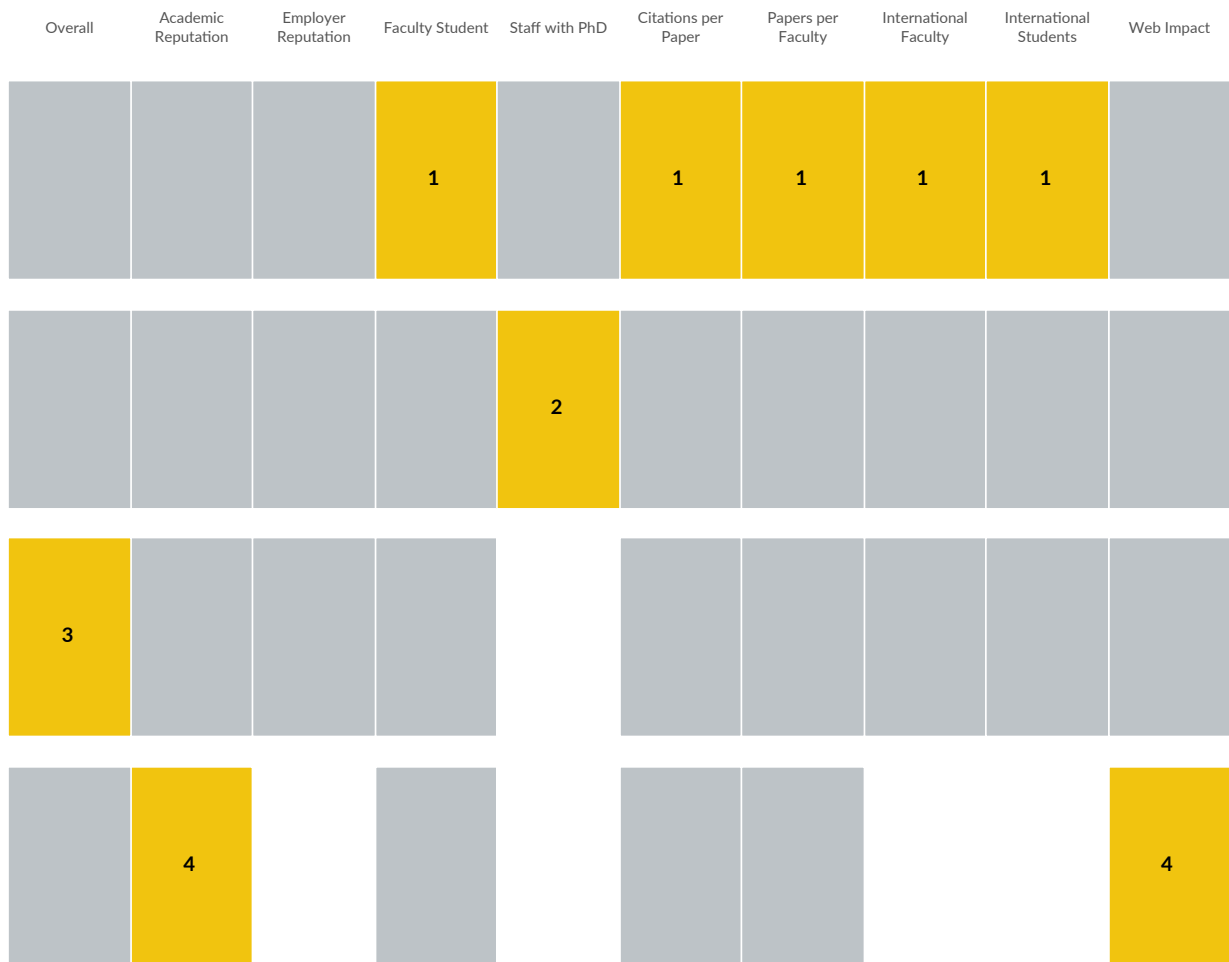 Overall
Academic
Reputation
Employer
Reputation
Faculty Student
Staff with PhD
Citations per
Paper
Papers per
Faculty
International
Faculty
International
Students
Web Impact
1
1
1
1
1
2
3
4
4